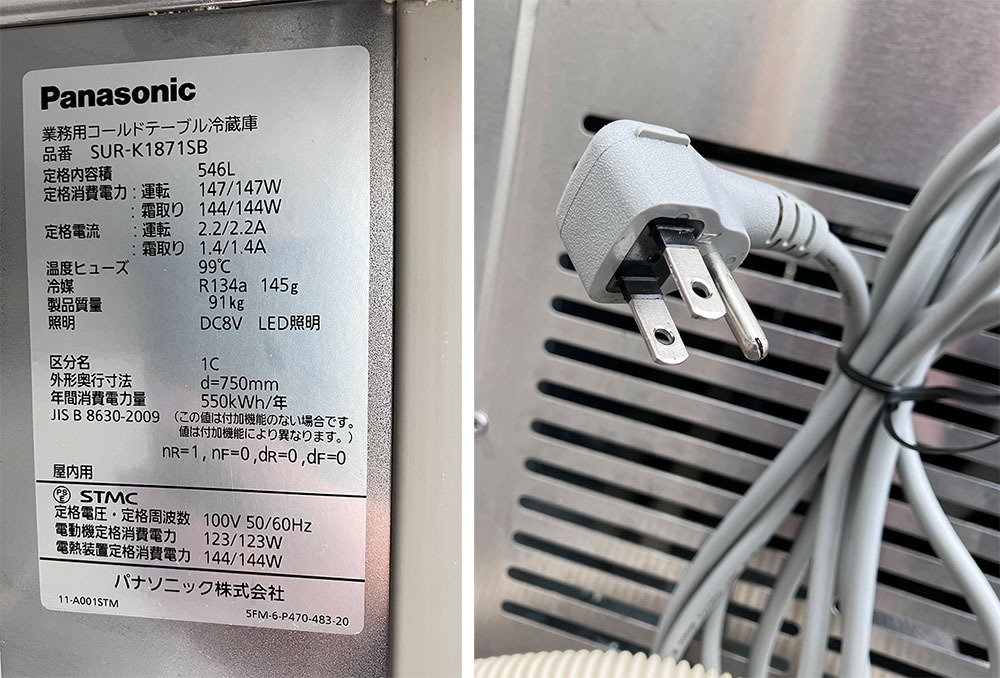 Panasonic
業務用コールドテーブル冷蔵庫
品番 SUR-K1871SB
定格内容積 546L
定格消費電力：運転 147/147W
：霜取り 144/144W
定格電流 ：運転 2.2/2.2A
：霜取り 1.4/1.4A
温度ヒューズ 99℃
冷媒 R134a 145g
製品質量 91kg
照明 DC8V LED照明
区分名 1C
外形奥行寸法 d=750mm
年間消費電力量 550kWh/年
JIS B 8630-2009 （この値は付加機能のない場合です。
値は付加機能により異なります。）
nR=1, nF=0,dR=0,dF=0
屋内用
PSE STMC
定格電圧・定格周波数 100V 50/60Hz
電動機定格消費電力 123/123W
電熱装置定格消費電力 144/144W
パナソニック株式会社
11-A001STM
5FM-6-P470-483-20